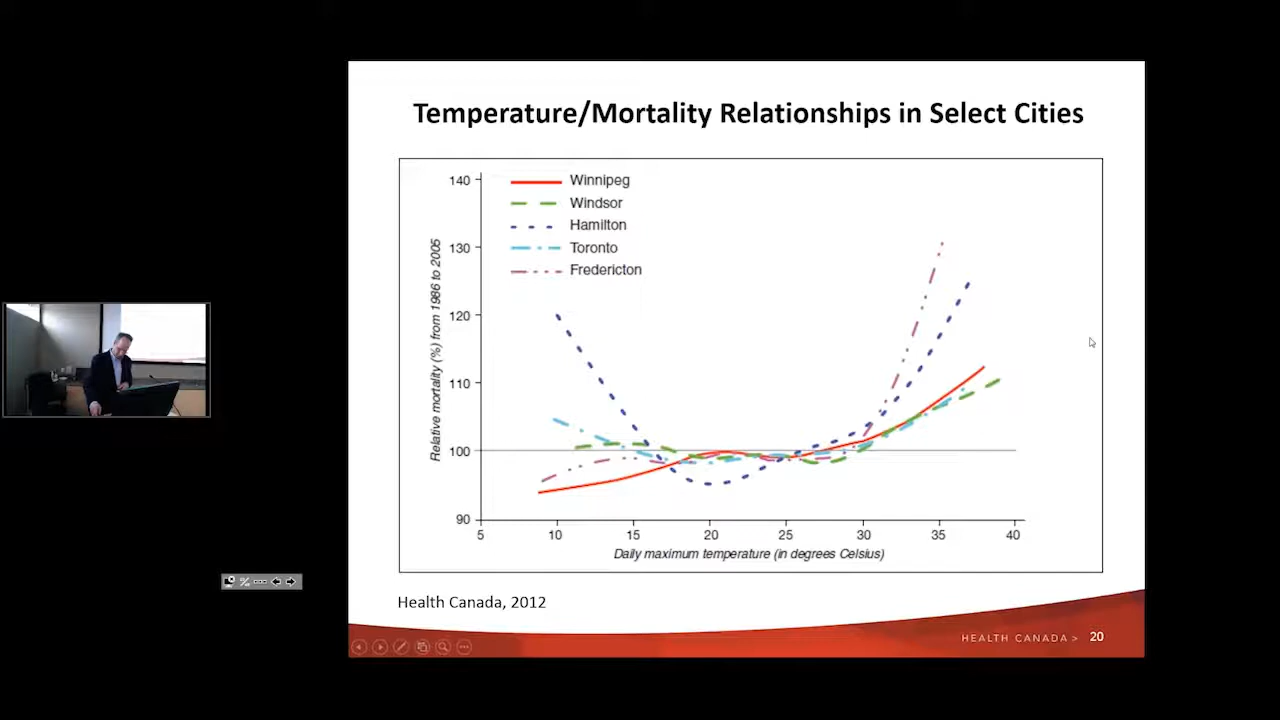 Temperature/Mortality Relationships in Select Cities
Relative mortality (%) from 1986 to 2005
140
130
120
110
100
90
Winnipeg
Windsor
Hamilton
Toronto
Fredericton
5 10 15 20 25 30 35 40
Daily maximum temperature (in degrees Celsius)
Health Canada, 2012
HEALTH CANADA > 20